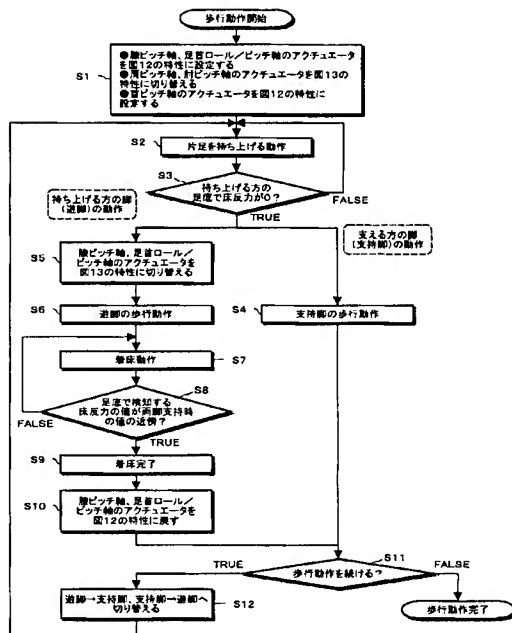 歩行動作開始
S1
●膝ピッチ軸、足首ロール／ピッチ軸のアクチュエータ
を図12の特性に設定する
●肩ピッチ軸、肘ピッチ軸のアクチュエータを図13の
特性に切り替える
●首ピッチ軸のアクチュエータを図12の特性に
設定する
S2
片足を持ち上げる動作
S3
持ち上げる方の
足底で床反力が0？
FALSE
TRUE
持ち上げる方の脚
(遊脚)の動作
支える方の脚
(支持脚)の動作
S5
膝ピッチ軸、足首ロール／
ピッチ軸のアクチュエータを
図13の特性に切り替える
S6
遊脚の歩行動作
S4
支持脚の歩行動作
着床動作
S7
S8
足底で検知する
床反力の値が両脚支持時
の値の近傍？
FALSE
TRUE
S9
着床完了
S10
膝ピッチ軸、足首ロール／
ピッチ軸のアクチュエータを
図12の特性に戻す
S11
歩行動作を続ける？
TRUE
FALSE
遊脚→支持脚、支持脚→遊脚へ
切り替える
S12
歩行動作完了